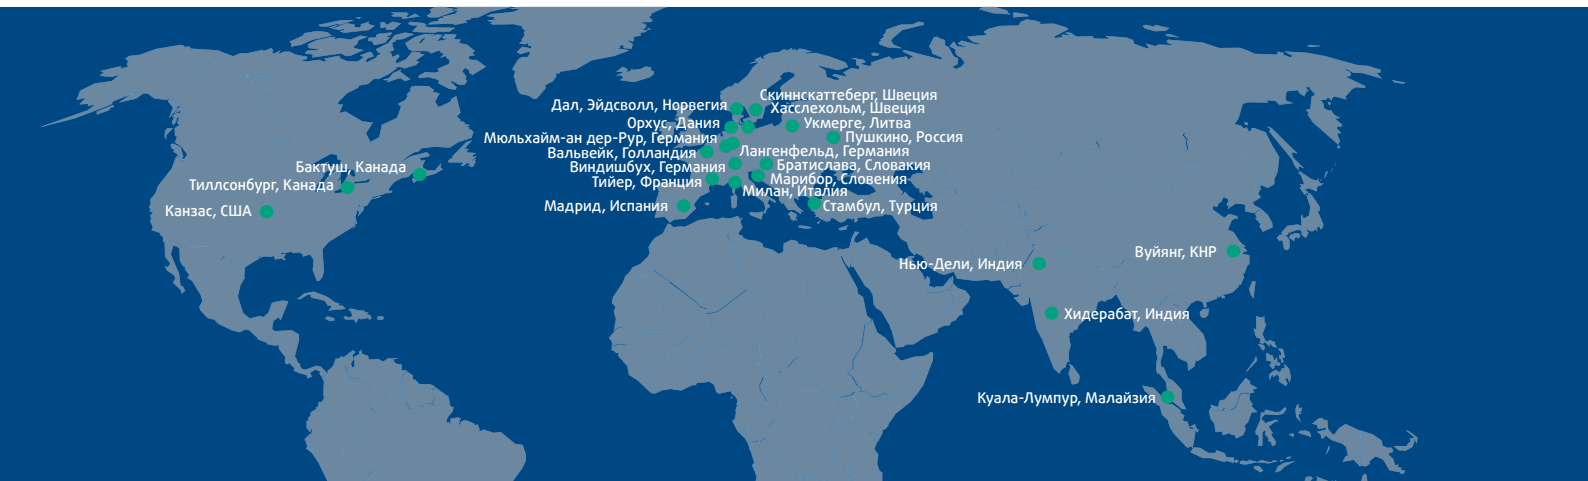 Скиннскаттеберг, Швеция
Дал, Эйдсволл, Норвегия
Хасслехольм, Швеция
Орхус, Дания
Укмерге, Литва
Мюльхайм-ан дер-Рур, Германия
Пушкино, Россия
Вальвейк, Голландия
Лангенфельд, Германия
Виндишбух, Германия
Братислава, Словакия
Бактуш, Канада
Тийер, Франция
Марибор, Словения
Тиллсонбург, Канада
Милан, Италия
Мадрид, Испания
Стамбул, Турция
Канзас, США
Вуйянг, КНР
Нью-Дели, Индия
Хидерабат, Индия
Куала-Лумпур, Малайзия